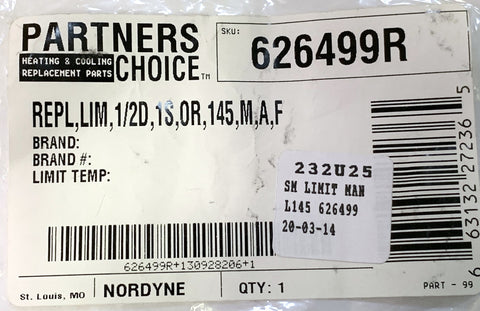 PARTNERS
HEATING & COOLING
REPLACEMENT PARTS
CHOICE™
SKU:
626499R
REPL,LIM,1/2D,1S,OR,145,M,A,F
BRAND:
BRAND #:
LIMIT TEMP:
232U25
SM LIMIT MAN
L145 626499
20-03-14
626499R+130928206+1
St. Louis, MO
NORDYNE
QTY: 1
PART - 99
6 63132 27236 5